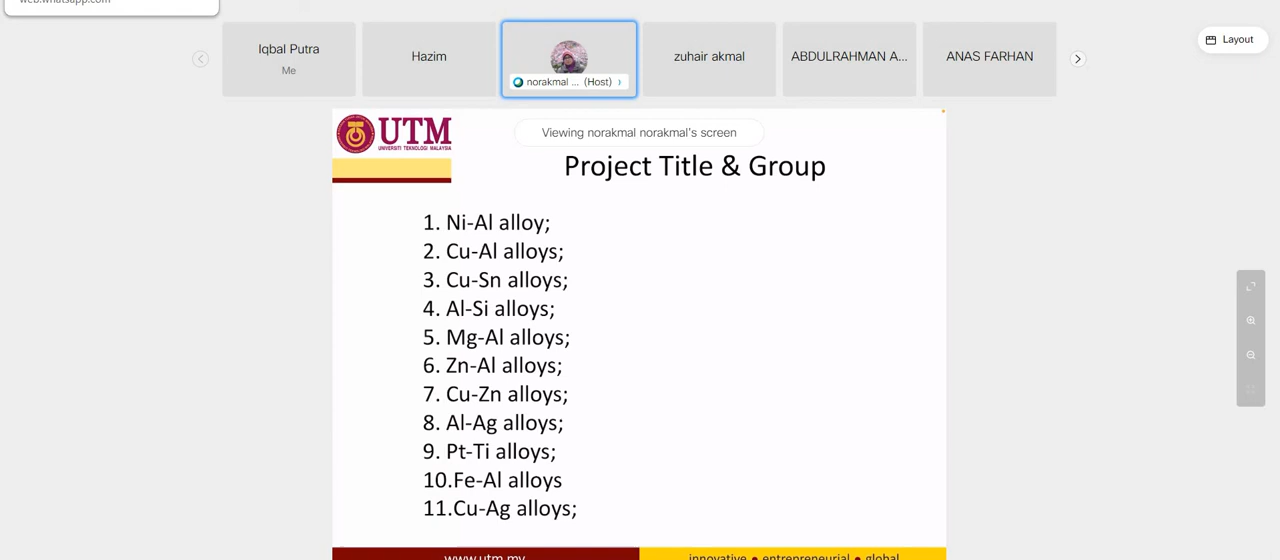 web.whatsapp.com
Iqbal Putra
Me
Hazim
norakmal ... (Host)
zuhair akmal
ABDULRAHMAN A...
ANAS FARHAN
Layout
UTM
UNIVERSITI TEKNOLOGI MALAYSIA
Viewing norakmal norakmal's screen
Project Title & Group
1. Ni-Al alloy;
2. Cu-Al alloys;
3. Cu-Sn alloys;
4. Al-Si alloys;
5. Mg-Al alloys;
6. Zn-Al alloys;
7. Cu-Zn alloys;
8. Al-Ag alloys;
9. Pt-Ti alloys;
10.Fe-Al alloys
11.Cu-Ag alloys;
www.utm.my
innovative ● entrepreneurial ● global